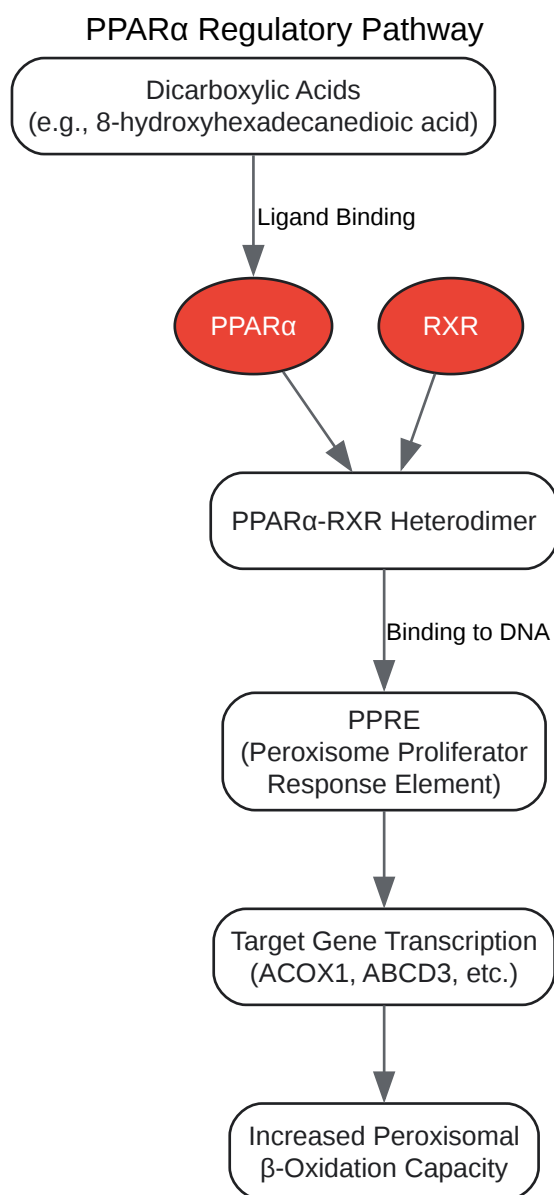 PPARα Regulatory Pathway
Dicarboxylic Acids
(e.g., 8-hydroxyhexadecanedioic acid)
Ligand Binding
PPARα
RXR
PPARα-RXR Heterodimer
Binding to DNA
PPRE
(Peroxisome Proliferator
Response Element)
Target Gene Transcription
(ACOX1, ABCD3, etc.)
Increased Peroxisomal
β-Oxidation Capacity